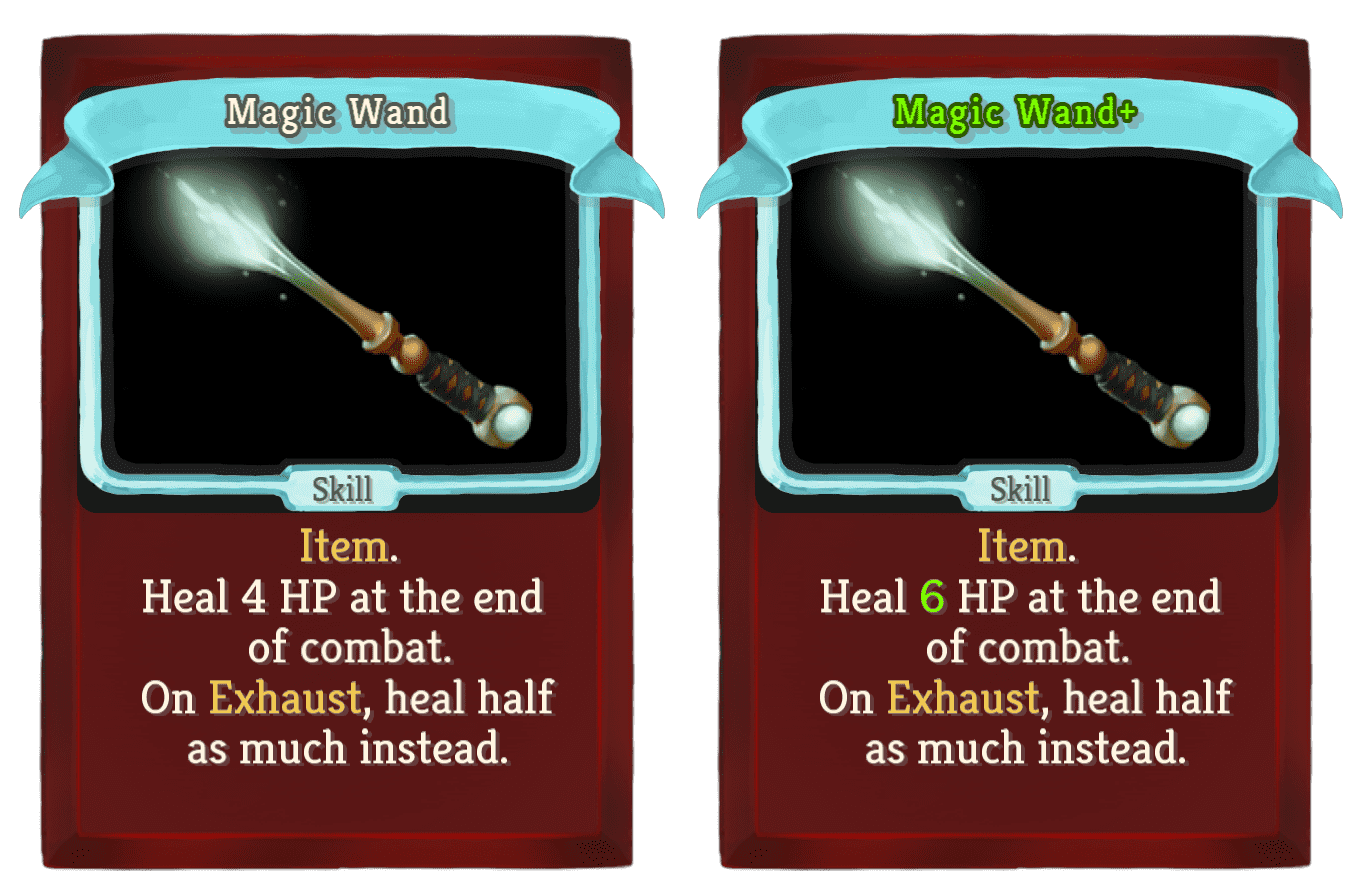 Magic Wand
Skill
Item.
Heal 4 HP at the end
of combat.
On Exhaust, heal half
as much instead.
Magic Wand+
Skill
Item.
Heal 6 HP at the end
of combat.
On Exhaust, heal half
as much instead.